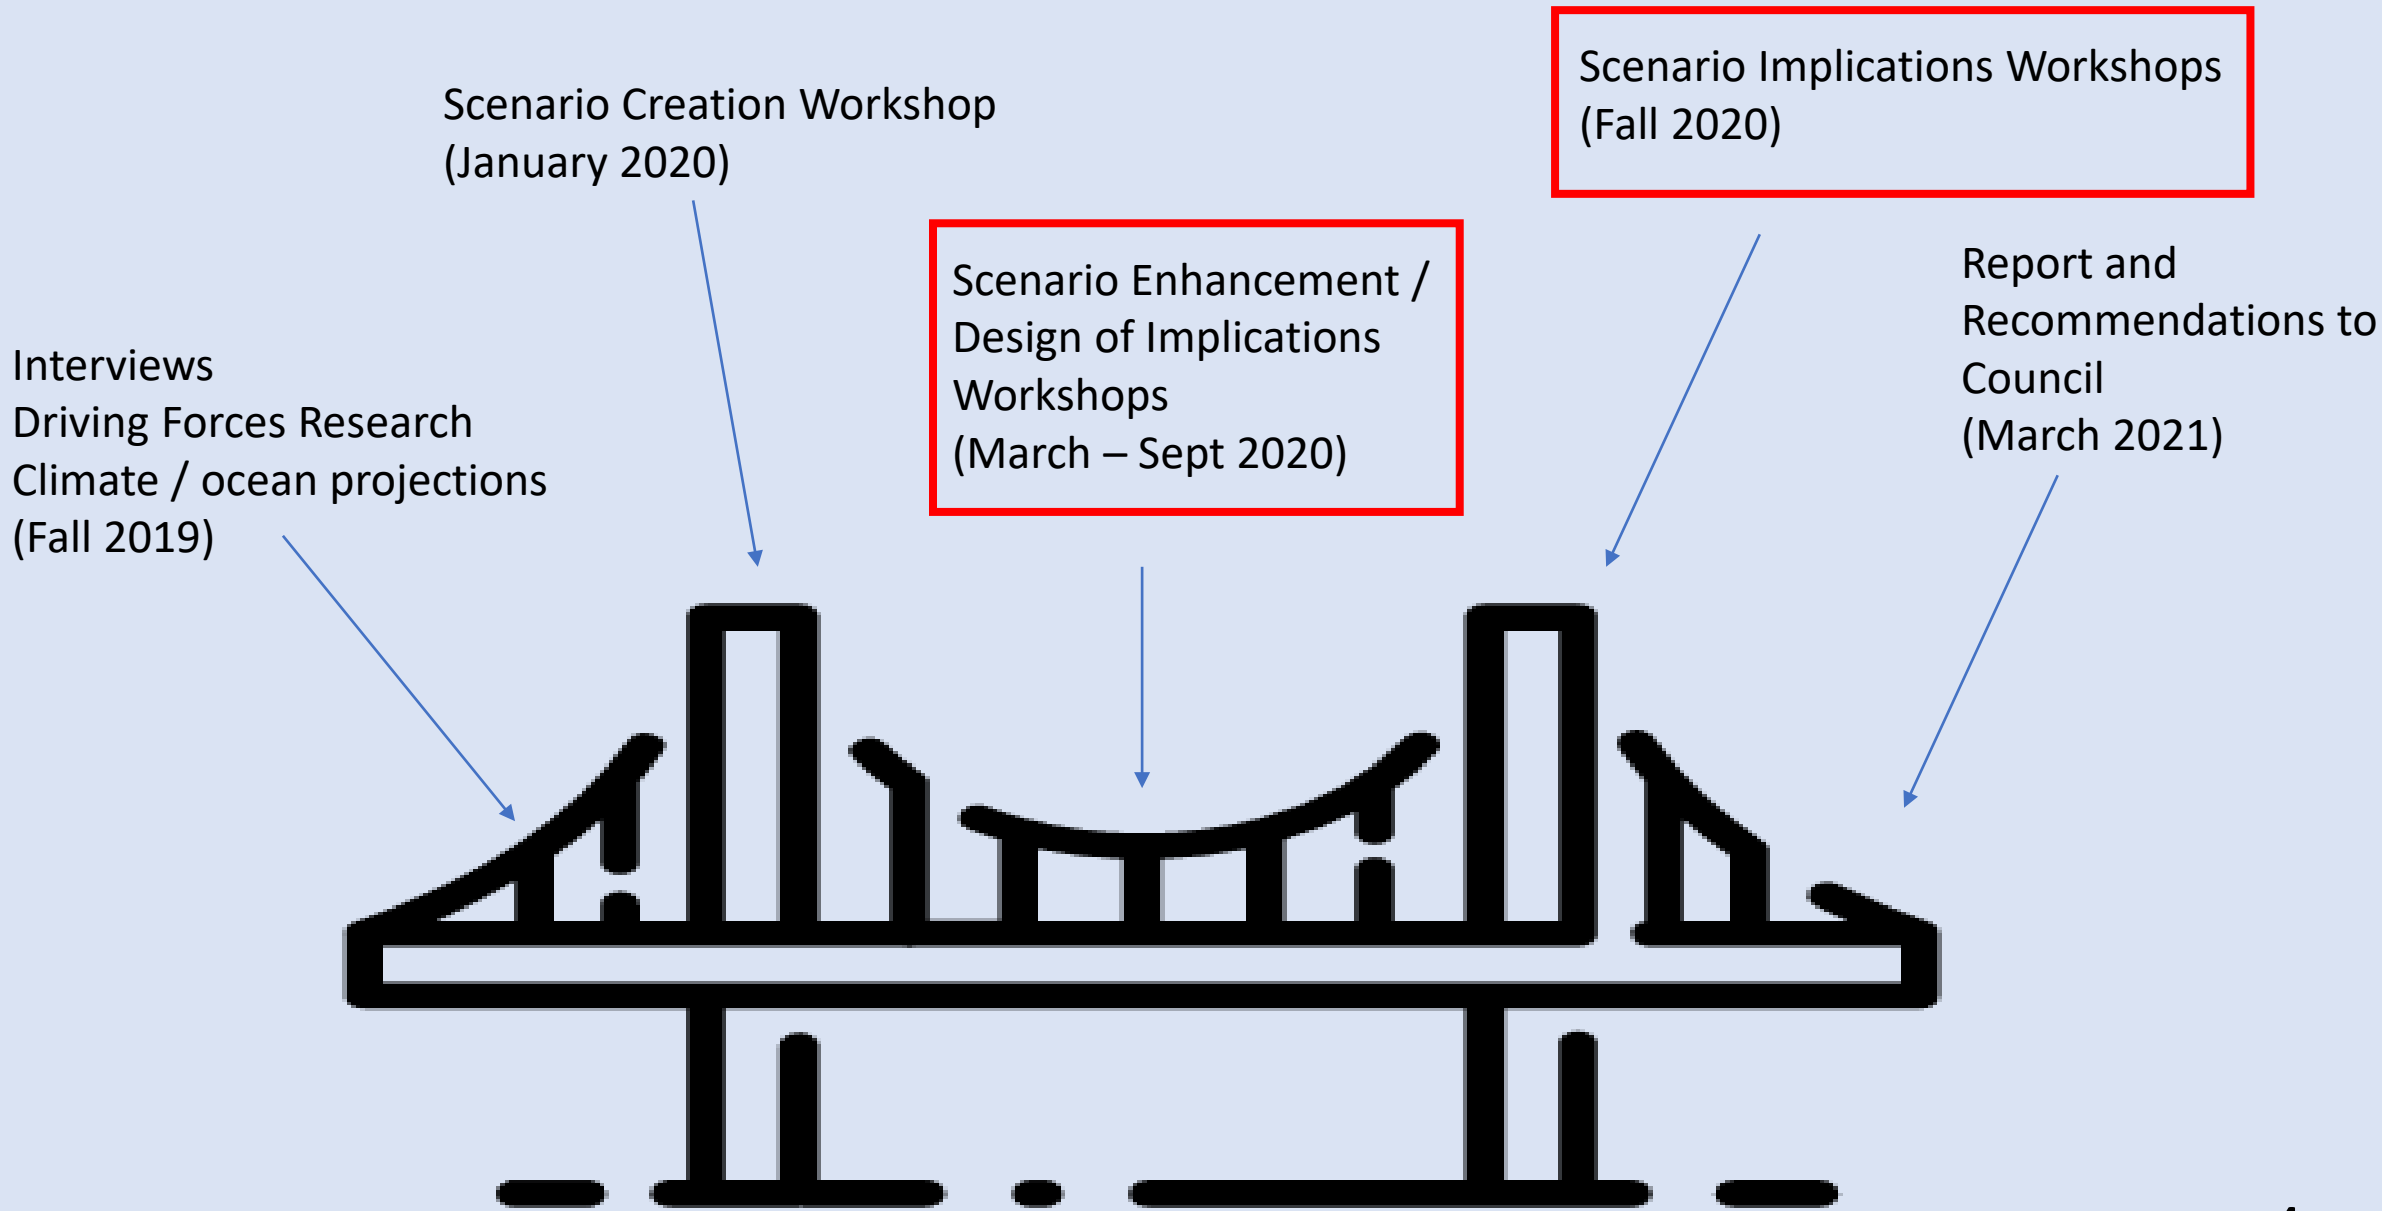 Scenario Implications Workshops
(Fall 2020)
Scenario Creation Workshop
(January 2020)
Scenario Enhancement /
Design of Implications
Workshops
(March – Sept 2020)
Report and
Recommendations to
Council
(March 2021)
Interviews
Driving Forces Research
Climate / ocean projections
(Fall 2019)